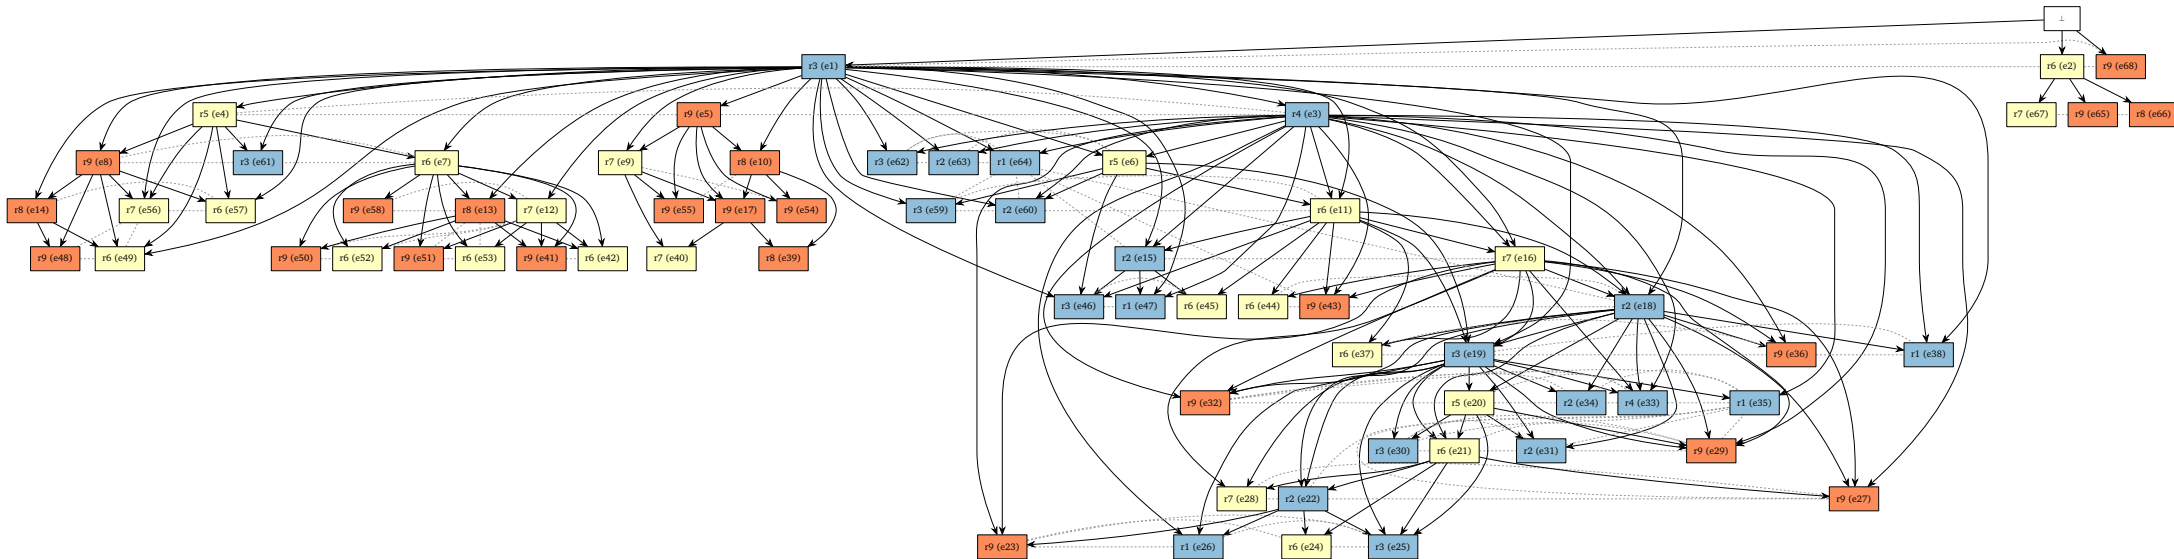 ⊥
r3 (e1)
r6 (e2)
r9 (e68)
r5 (e4)
r9 (e5)
r4 (e3)
r7 (e67)
r9 (e65)
r8 (e66)
r9 (e8)
r3 (e61)
r6 (e7)
r7 (e9)
r8 (e10)
r3 (e62)
r2 (e63)
r1 (e64)
r5 (e6)
r8 (e14)
r7 (e56)
r6 (e57)
r9 (e58)
r8 (e13)
r7 (e12)
r9 (e55)
r9 (e17)
r9 (e54)
r3 (e59)
r2 (e60)
r6 (e11)
r9 (e48)
r6 (e49)
r9 (e50)
r6 (e52)
r9 (e51)
r6 (e53)
r9 (e41)
r6 (e42)
r7 (e40)
r8 (e39)
r2 (e15)
r7 (e16)
r3 (e46)
r1 (e47)
r6 (e45)
r6 (e44)
r9 (e43)
r2 (e18)
r6 (e37)
r3 (e19)
r9 (e36)
r1 (e38)
r9 (e32)
r5 (e20)
r2 (e34)
r4 (e33)
r1 (e35)
r3 (e30)
r6 (e21)
r2 (e31)
r9 (e29)
r7 (e28)
r2 (e22)
r9 (e27)
r9 (e23)
r1 (e26)
r6 (e24)
r3 (e25)